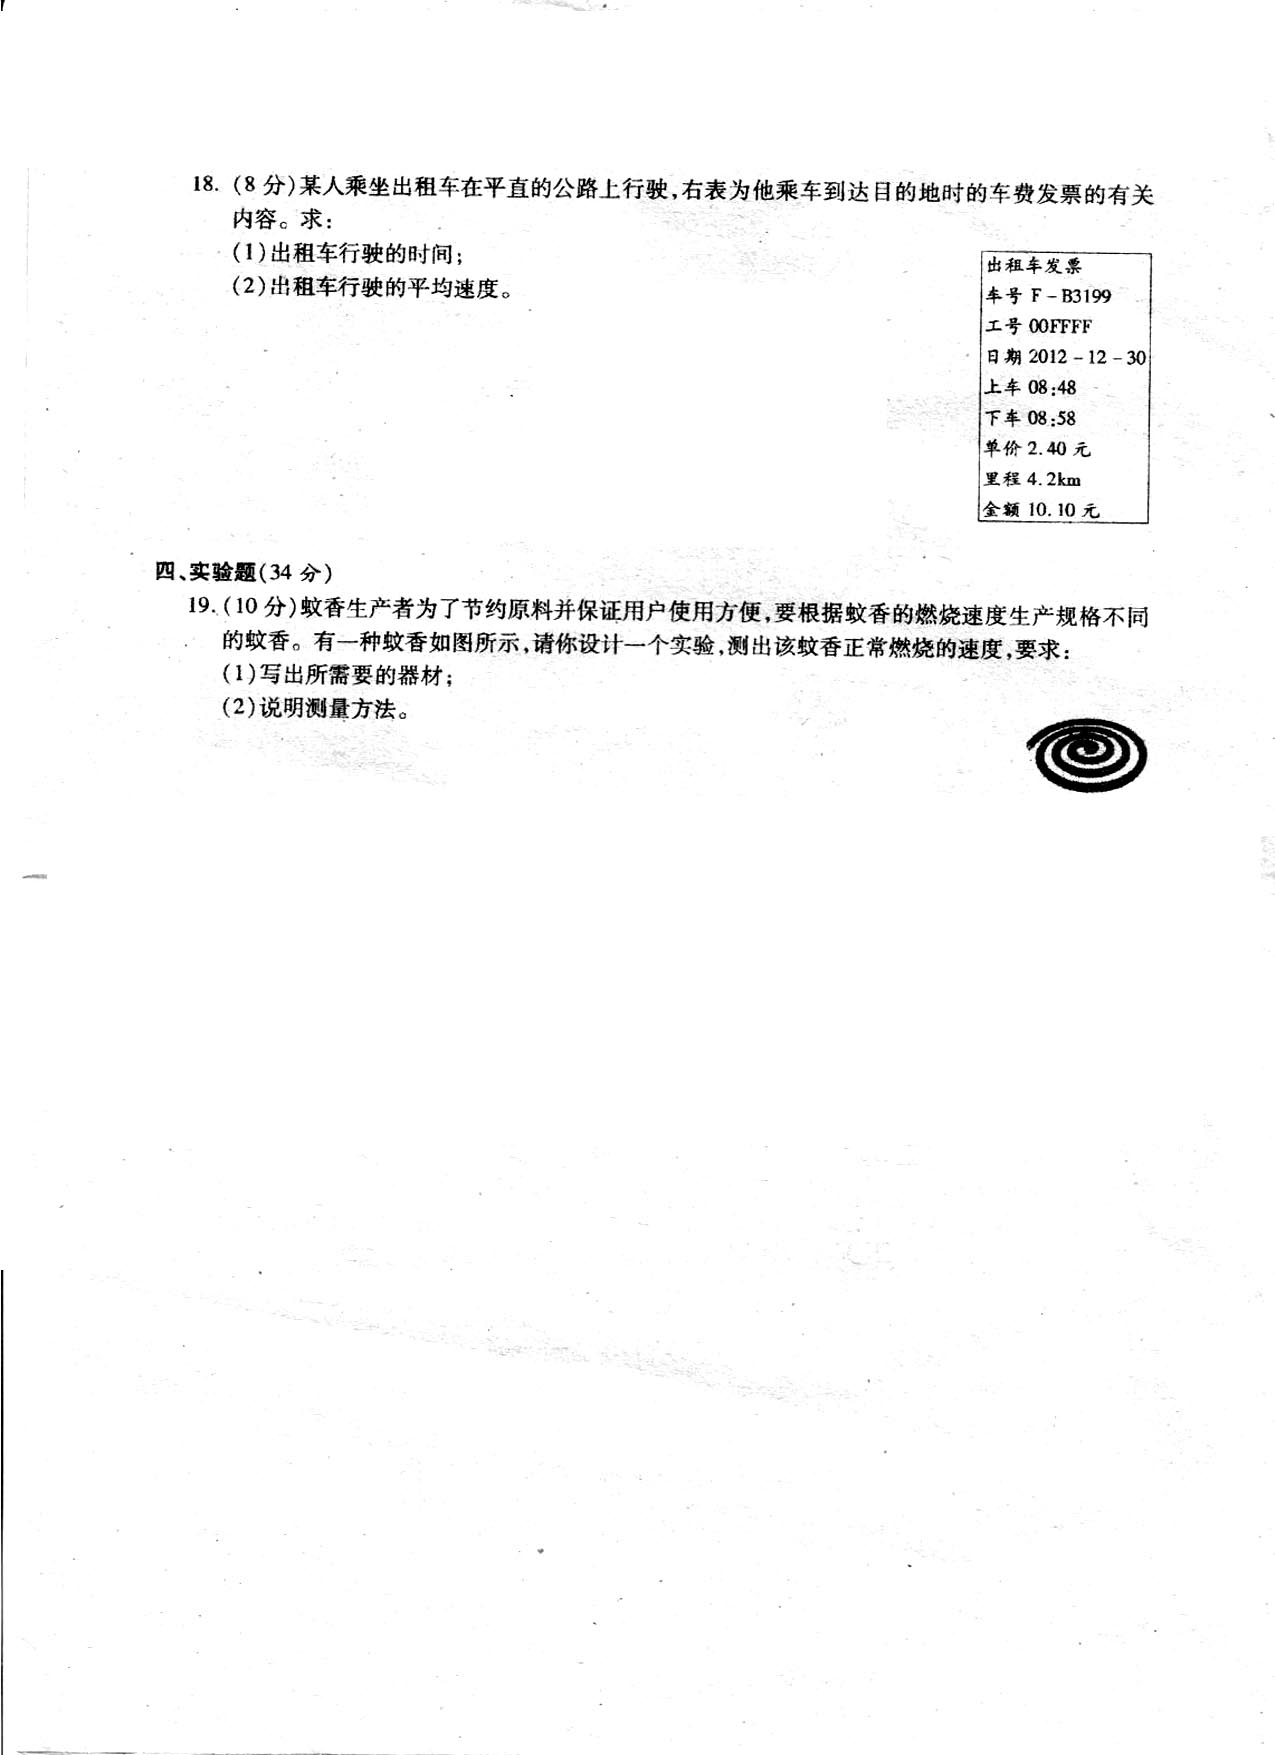 18. (8 分)某人乘坐出租车在平直的公路上行驶,右表为他乘车到达目的地时的车费发票的有关
内容。求:
(1)出租车行驶的时间;
(2)出租车行驶的平均速度。
出租车发票
车号 F－B3199
工号 00FFFF
日期 2012－12－30
上车 08:48
下车 08:58
单价 2.40 元
里程 4.2km
金额 10.10 元
四、实验题(34 分)
19. (10 分)蚊香生产者为了节约原料并保证用户使用方便,要根据蚊香的燃烧速度生产规格不同
的蚊香。有一种蚊香如图所示,请你设计一个实验,测出该蚊香正常燃烧的速度,要求:
(1)写出所需要的器材;
(2)说明测量方法。